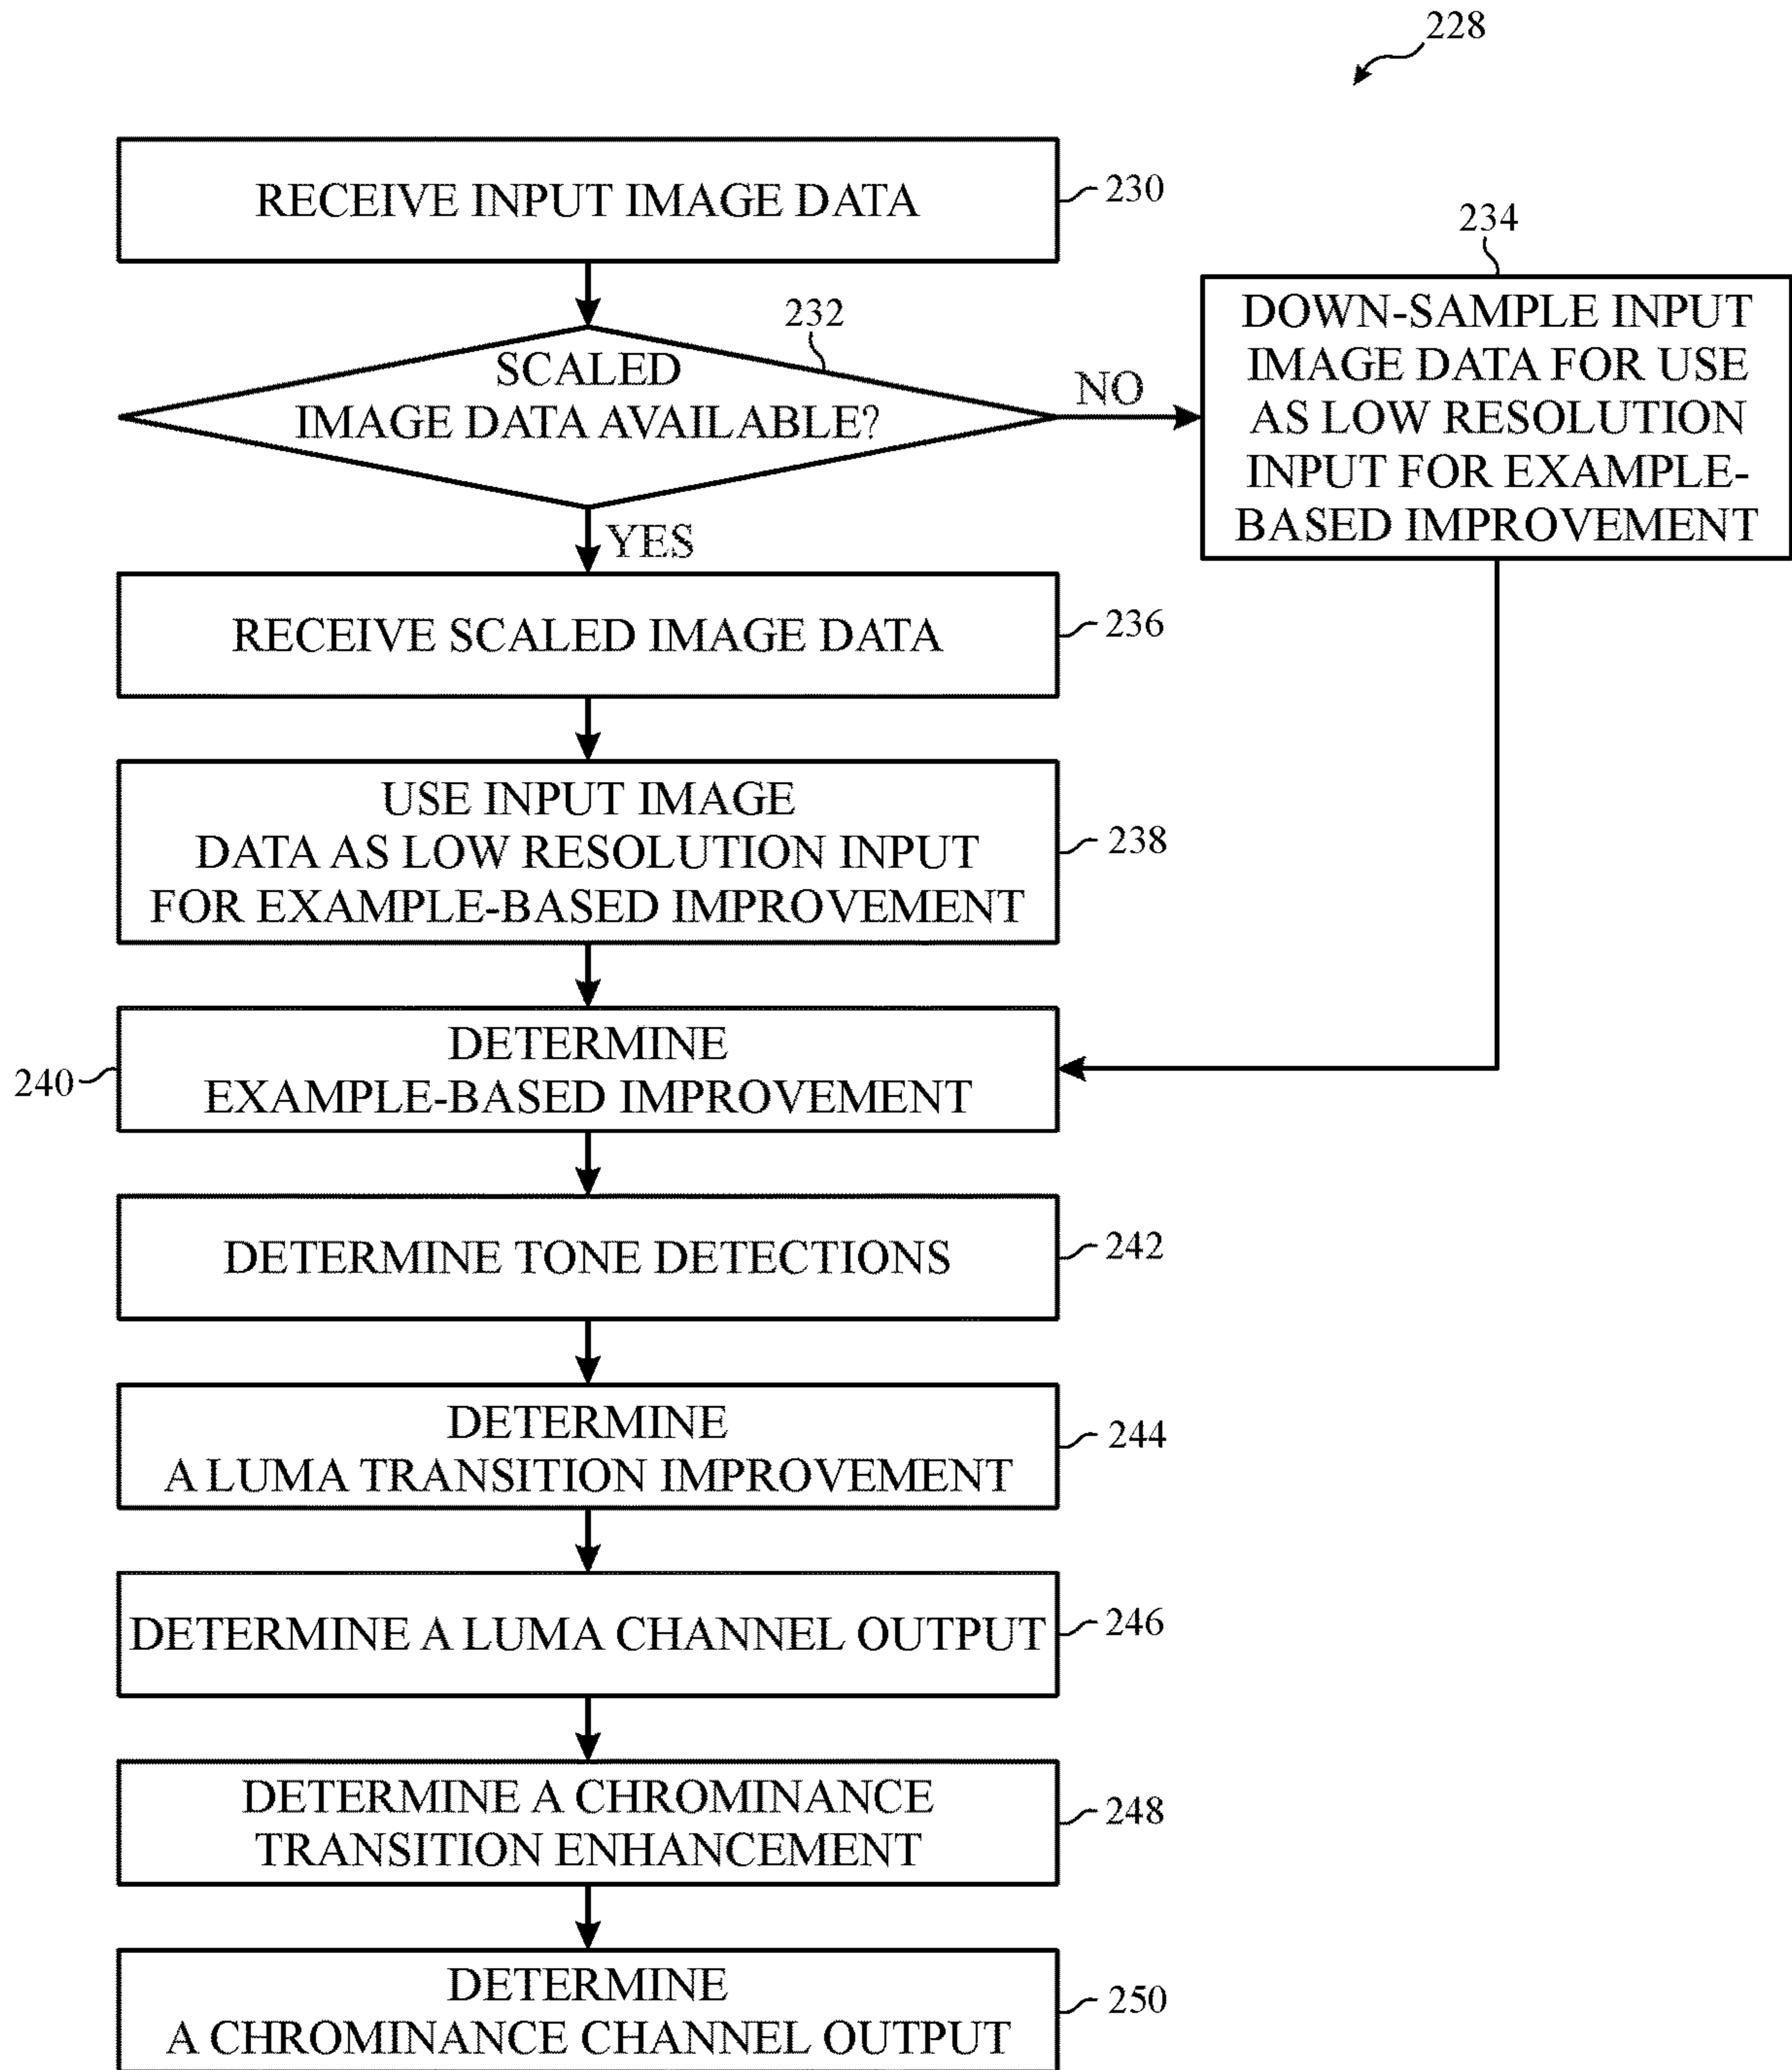 228
RECEIVE INPUT IMAGE DATA
230
232
SCALED
IMAGE DATA AVAILABLE?
NO
YES
234
DOWN-SAMPLE INPUT
IMAGE DATA FOR USE
AS LOW RESOLUTION
INPUT FOR EXAMPLE-
BASED IMPROVEMENT
RECEIVE SCALED IMAGE DATA
236
USE INPUT IMAGE
DATA AS LOW RESOLUTION INPUT
FOR EXAMPLE-BASED IMPROVEMENT
238
240
DETERMINE
EXAMPLE-BASED IMPROVEMENT
DETERMINE TONE DETECTIONS
242
DETERMINE
A LUMA TRANSITION IMPROVEMENT
244
DETERMINE A LUMA CHANNEL OUTPUT
246
DETERMINE A CHROMINANCE
TRANSITION ENHANCEMENT
248
DETERMINE
A CHROMINANCE CHANNEL OUTPUT
250